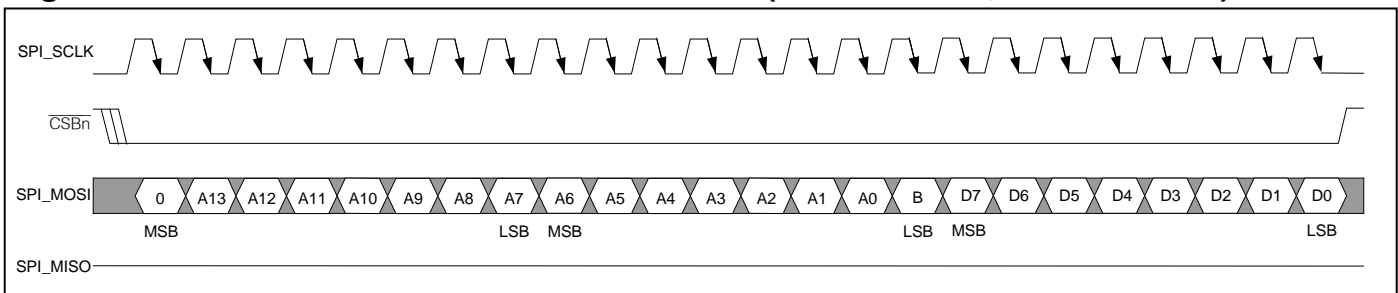 SPI_SCLK
CSBn
SPI_MOSI 0 A13 A12 A11 A10 A9 A8 A7 A6 A5 A4 A3 A2 A1 A0 B D7 D6 D5 D4 D3 D2 D1 D0
MSB LSB MSB LSB MSB LSB
SPI_MISO